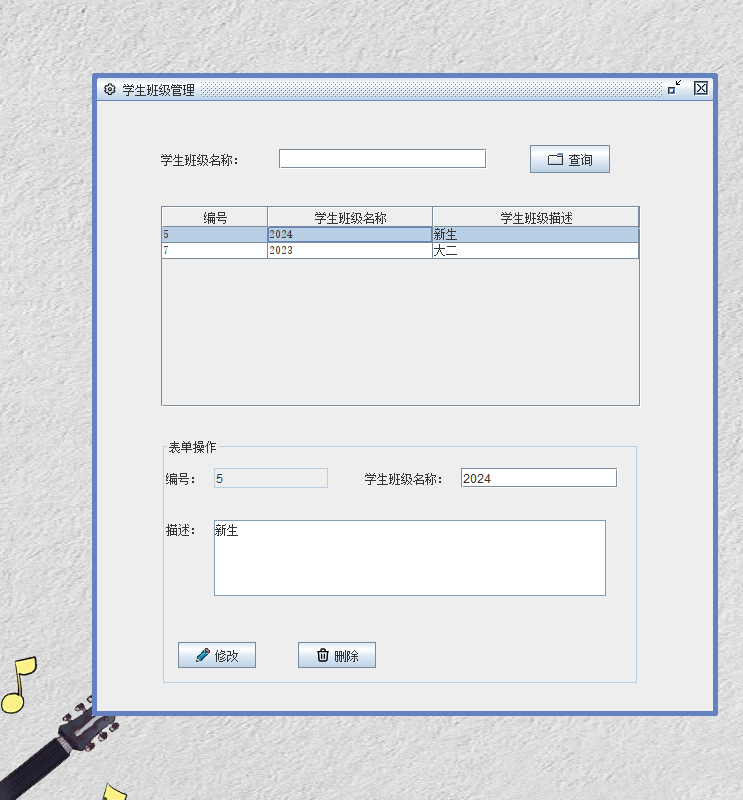 学生班级管理
学生班级名称：
查询
编号 学生班级名称 学生班级描述
5 2024 新生
7 2023 大二
表单操作
编号： 5 学生班级名称： 2024
描述： 新生
修改 删除